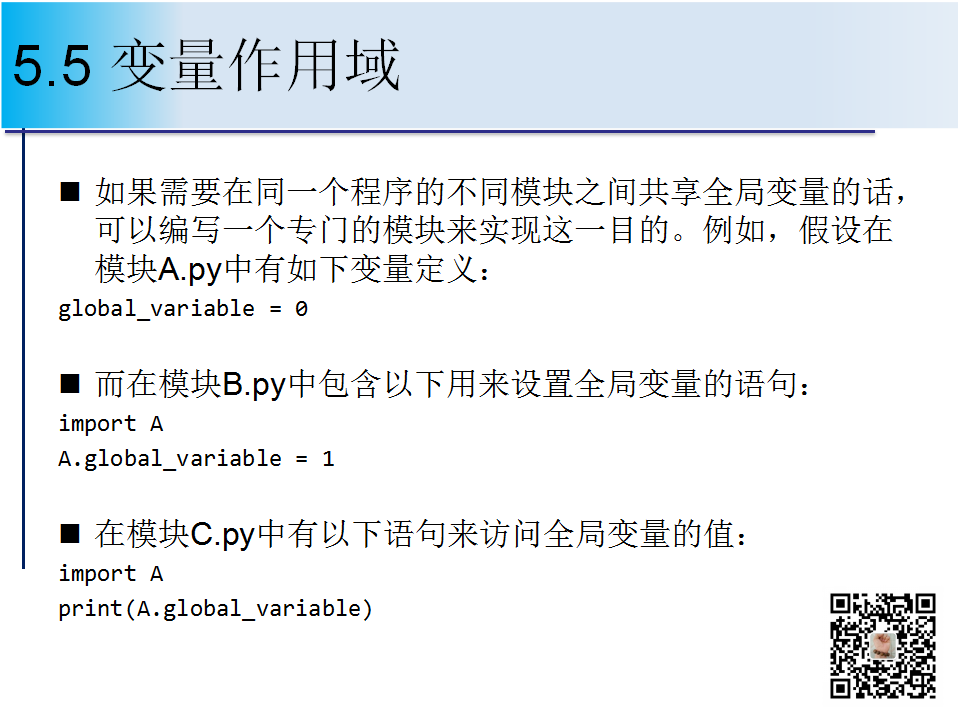 5.5 变量作用域
■ 如果需要在同一个程序的不同模块之间共享全局变量的话，
可以编写一个专门的模块来实现这一目的。例如，假设在
模块A.py中有如下变量定义：
global_variable = 0
■ 而在模块B.py中包含以下用来设置全局变量的语句：
import A
A.global_variable = 1
■ 在模块C.py中有以下语句来访问全局变量的值：
import A
print(A.global_variable)